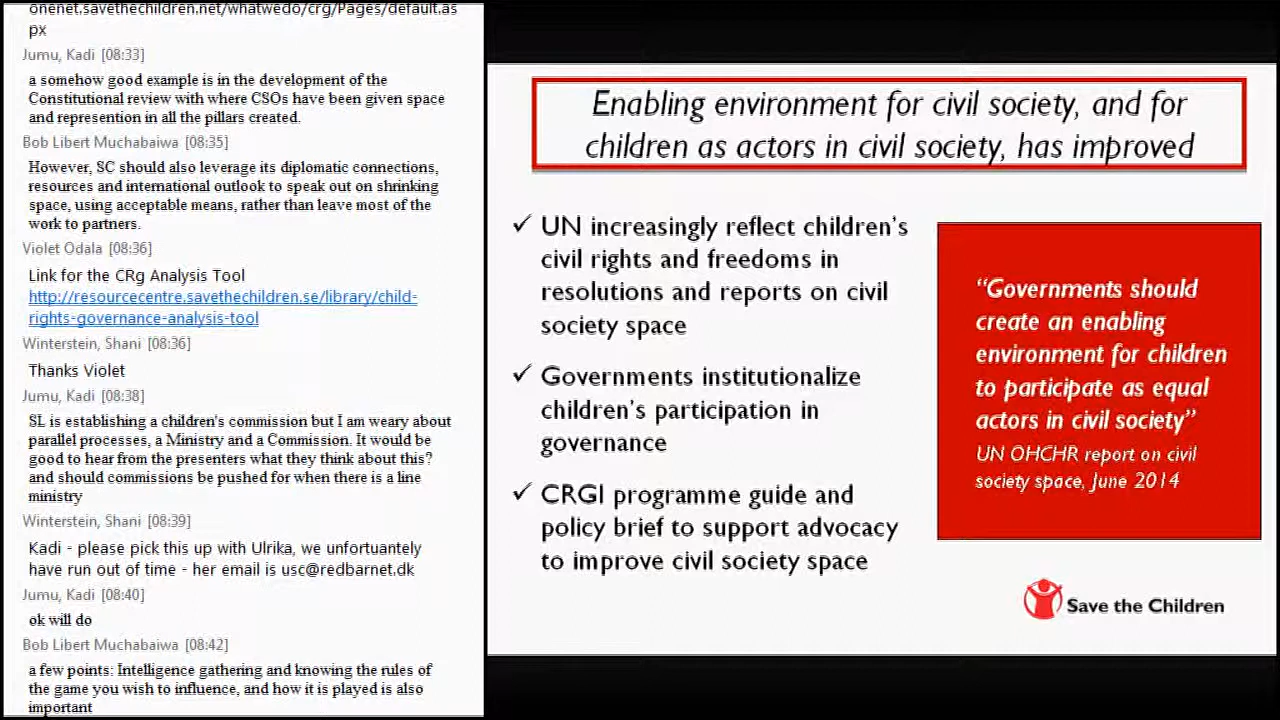 onenet.savethechildren.net/whatwedo/crg/Pages/default.as
px
Jumu, Kadi [08:33]
a somehow good example is in the development of the
Constitutional review with where CSOs have been given space
and represention in all the pillars created.
Bob Libert Muchabaiwa [08:35]
However, SC should also leverage its diplomatic connections,
resources and international outlook to speak out on shrinking
space, using acceptable means, rather than leave most of the
work to partners.
Violet Odala [08:36]
Link for the CRg Analysis Tool
http://resourcecentre.savethechildren.se/library/child-
rights-governance-analysis-tool
Winterstein, Shani [08:36]
Thanks Violet
Jumu, Kadi [08:38]
SL is establishing a children's commission but I am weary about
parallel processes, a Ministry and a Commission. It would be
good to hear from the presenters what they think about this?
and should commissions be pushed for when there is a line
ministry
Winterstein, Shani [08:39]
Kadi - please pick this up with Ulrika, we unfortuantely
have run out of time - her email is usc@redbarnet.dk
Jumu, Kadi [08:40]
ok will do
Bob Libert Muchabaiwa [08:42]
a few points: Intelligence gathering and knowing the rules of
the game you wish to influence, and how it is played is also
important
Enabling environment for civil society, and for
children as actors in civil society, has improved
✓ UN increasingly reflect children’s
civil rights and freedoms in
resolutions and reports on civil
society space
✓ Governments institutionalize
children’s participation in
governance
✓ CRGI programme guide and
policy brief to support advocacy
to improve civil society space
“Governments should
create an enabling
environment for children
to participate as equal
actors in civil society”
UN OHCHR report on civil
society space, June 2014
Save the Children